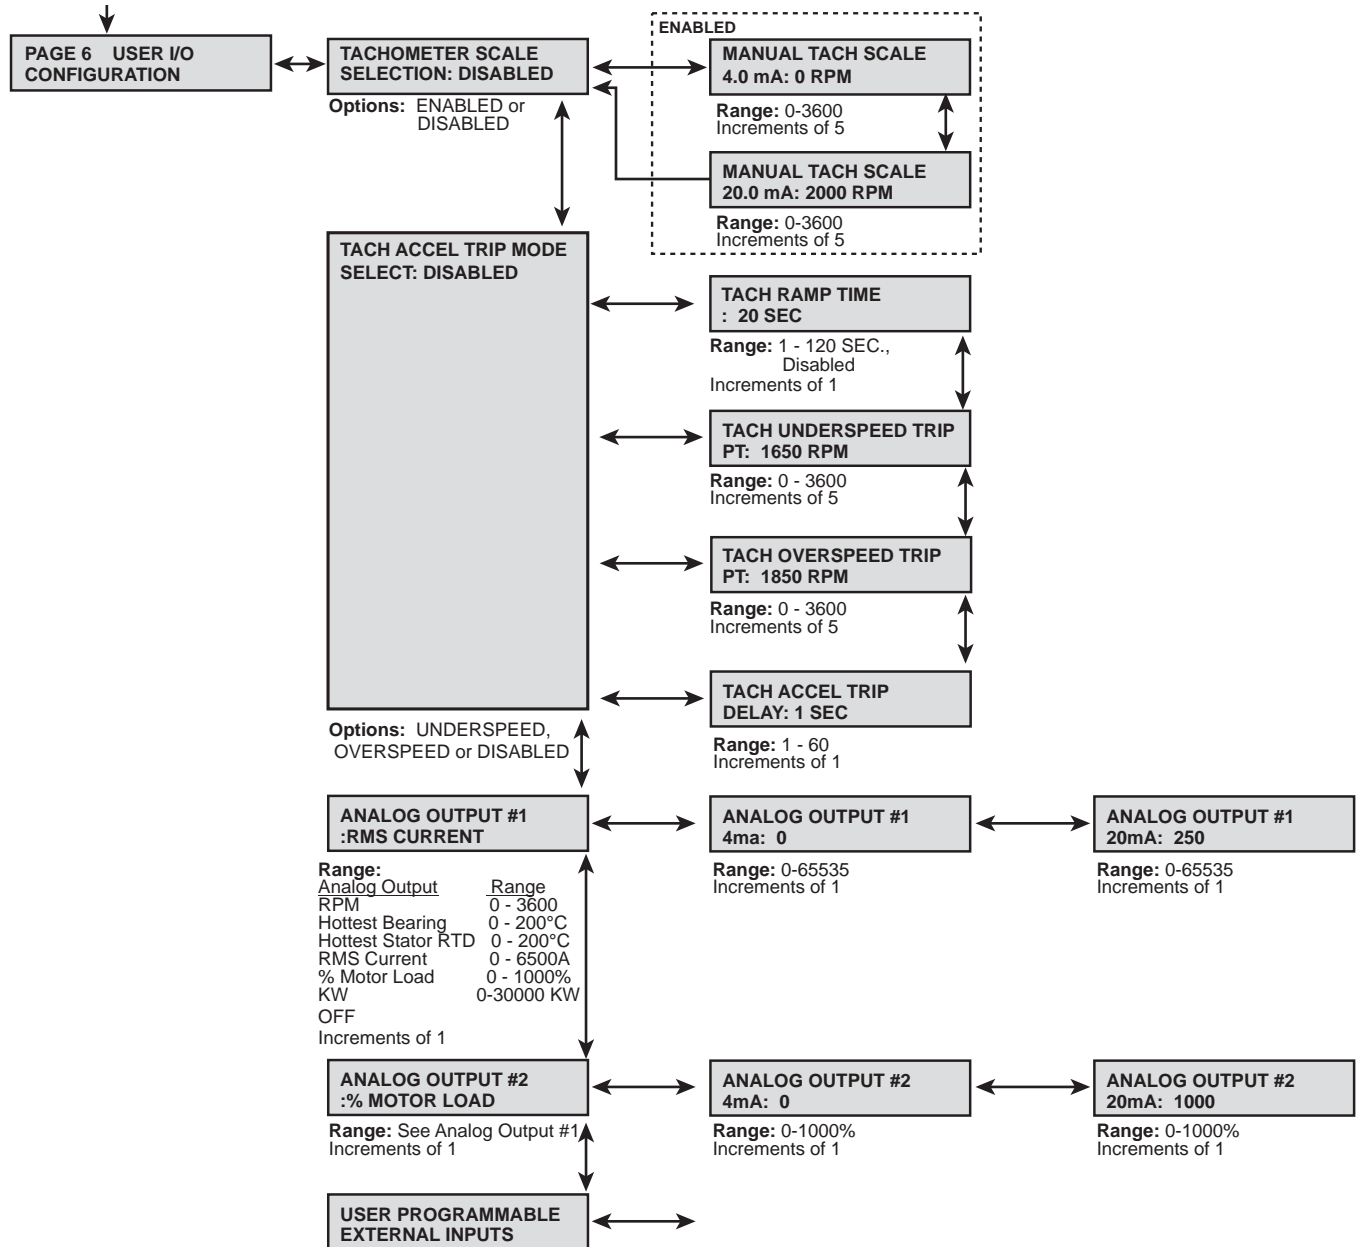 PAGE 6 USER I/O
CONFIGURATION
TACHOMETER SCALE
SELECTION: DISABLED
Options: ENABLED or
DISABLED
ENABLED
MANUAL TACH SCALE
4.0 mA: 0 RPM
Range: 0-3600
Increments of 5
MANUAL TACH SCALE
20.0 mA: 2000 RPM
Range: 0-3600
Increments of 5
TACH ACCEL TRIP MODE
SELECT: DISABLED
TACH RAMP TIME
: 20 SEC
Range: 1 - 120 SEC.,
Disabled
Increments of 1
TACH UNDERSPEED TRIP
PT: 1650 RPM
Range: 0 - 3600
Increments of 5
TACH OVERSPEED TRIP
PT: 1850 RPM
Range: 0 - 3600
Increments of 5
TACH ACCEL TRIP
DELAY: 1 SEC
Range: 1 - 60
Increments of 1
Options: UNDERSPEED,
OVERSPEED or DISABLED
ANALOG OUTPUT #1
:RMS CURRENT
Range:
Analog Output Range
RPM 0 - 3600
Hottest Bearing 0 - 200°C
Hottest Stator RTD 0 - 200°C
RMS Current 0 - 6500A
% Motor Load 0 - 1000%
KW 0-30000 KW
OFF
Increments of 1
ANALOG OUTPUT #1
4ma: 0
Range: 0-65535
Increments of 1
ANALOG OUTPUT #1
20mA: 250
Range: 0-65535
Increments of 1
ANALOG OUTPUT #2
:% MOTOR LOAD
Range: See Analog Output #1
Increments of 1
ANALOG OUTPUT #2
4mA: 0
Range: 0-1000%
Increments of 1
ANALOG OUTPUT #2
20mA: 1000
Range: 0-1000%
Increments of 1
USER PROGRAMMABLE
EXTERNAL INPUTS